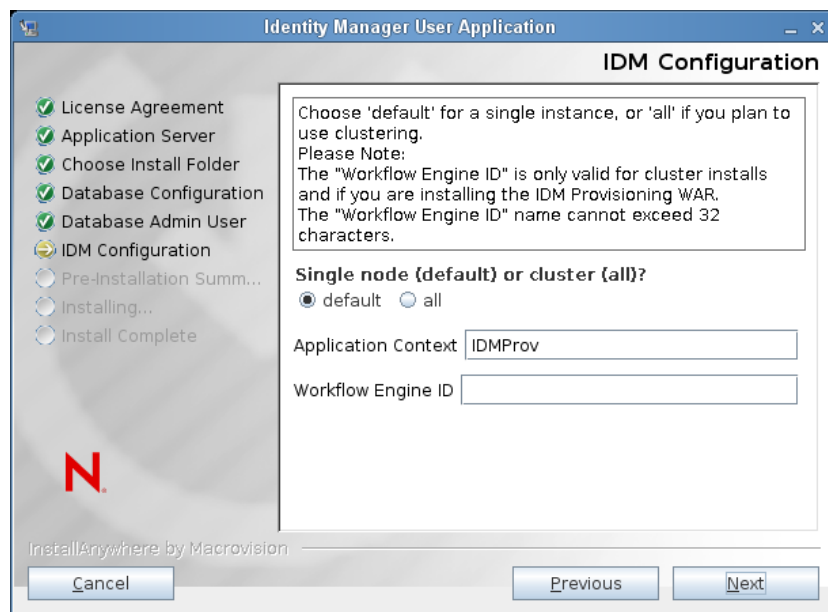 Identity Manager User Application
IDM Configuration
License Agreement
Application Server
Choose Install Folder
Database Configuration
Database Admin User
IDM Configuration
Pre-Installation Summ...
Installing...
Install Complete
Choose 'default' for a single instance, or 'all' if you plan to
use clustering.
Please Note:
The "Workflow Engine ID" is only valid for cluster installs
and if you are installing the IDM Provisioning WAR.
The "Workflow Engine ID" name cannot exceed 32
characters.
Single node (default) or cluster (all)?
default all
Application Context IDMProv
Workflow Engine ID
N
InstallAnywhere by Macrovision
Cancel Previous Next